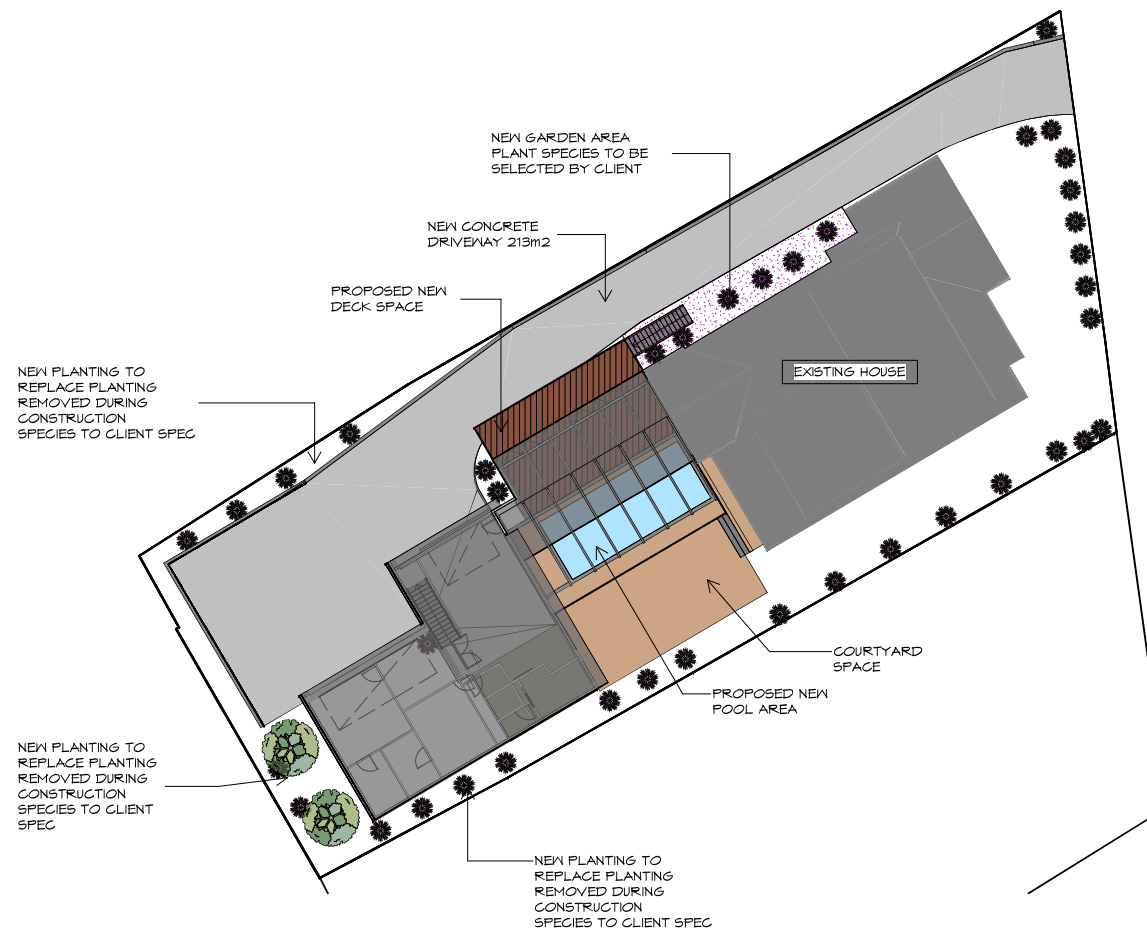 NEW GARDEN AREA
PLANT SPECIES TO BE
SELECTED BY CLIENT
NEW CONCRETE
DRIVEWAY 213m2
PROPOSED NEW
DECK SPACE
NEW PLANTING TO
REPLACE PLANTING
REMOVED DURING
CONSTRUCTION
SPECIES TO CLIENT SPEC
EXISTING HOUSE
COURTYARD
SPACE
PROPOSED NEW
POOL AREA
NEW PLANTING TO
REPLACE PLANTING
REMOVED DURING
CONSTRUCTION
SPECIES TO CLIENT
SPEC
NEW PLANTING TO
REPLACE PLANTING
REMOVED DURING
CONSTRUCTION
SPECIES TO CLIENT SPEC